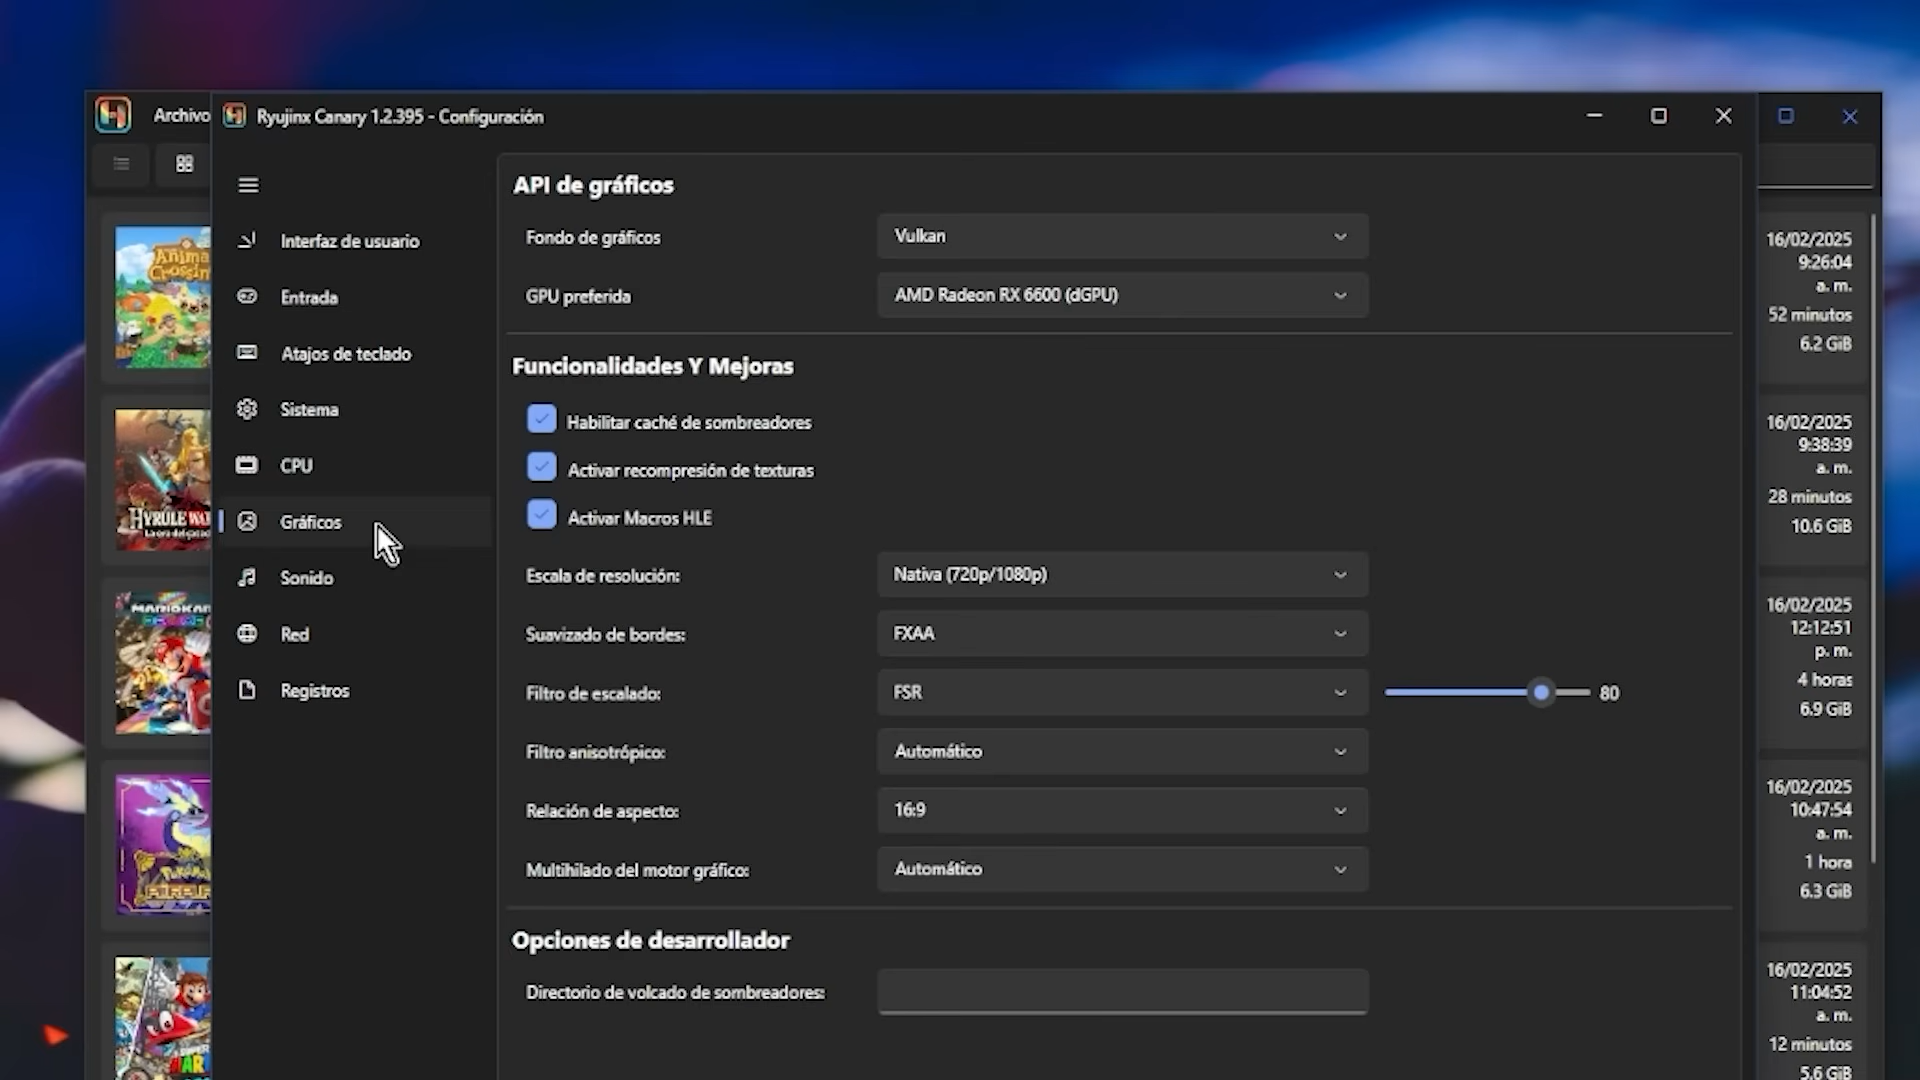 Archivo
Ryujinx Canary 1.2.395 - Configuración
Interfaz de usuario
Entrada
Atajos de teclado
Sistema
CPU
Gráficos
Sonido
Red
Registros
API de gráficos
Fondo de gráficos
Vulkan
GPU preferida
AMD Radeon RX 6600 (dGPU)
Funcionalidades Y Mejoras
Habilitar caché de sombreadores
Activar recompresión de texturas
Activar Macros HLE
Escala de resolución:
Nativa (720p/1080p)
Suavizado de bordes:
FXAA
Filtro de escalado:
FSR
80
Filtro anisotrópico:
Automático
Relación de aspecto:
16:9
Multihilado del motor gráfico:
Automático
Opciones de desarrollador
Directorio de volcado de sombreadores:
16/02/2025
9:26:04
a. m.
52 minutos
6.2 GiB
16/02/2025
9:38:39
a. m.
28 minutos
10.6 GiB
16/02/2025
12:12:51
p. m.
4 horas
6.9 GiB
16/02/2025
10:47:54
a. m.
1 hora
6.3 GiB
16/02/2025
11:04:52
a. m.
12 minutos
5.6 GiB